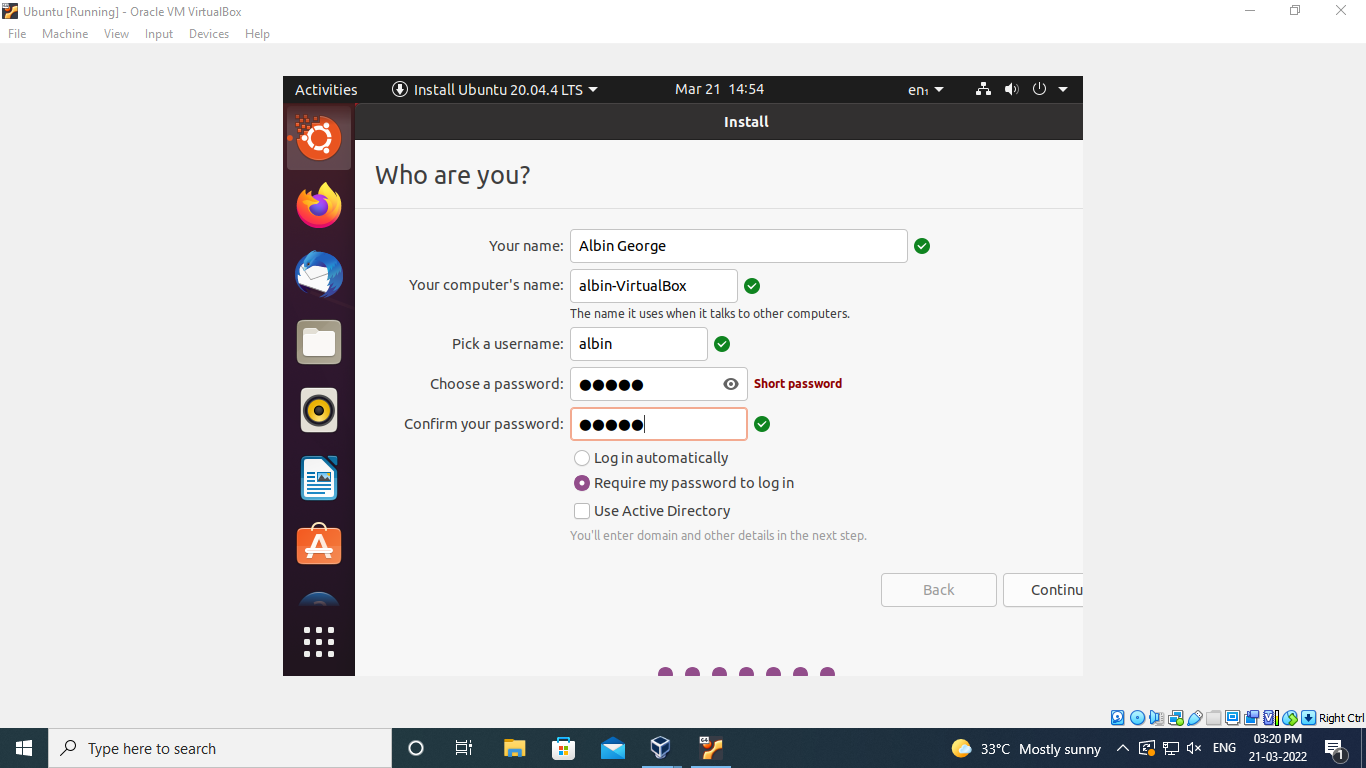 Ubuntu [Running] - Oracle VM VirtualBox
File Machine View Input Devices Help
Activities Install Ubuntu 20.04.4 LTS Mar 21 14:54 en₁
Install
Who are you?
Your name: Albin George
Your computer's name: albin-VirtualBox
The name it uses when it talks to other computers.
Pick a username: albin
Choose a password: ●●●●● Short password
Confirm your password: ●●●●●
Log in automatically
Require my password to log in
Use Active Directory
You'll enter domain and other details in the next step.
Back Continu
Right Ctrl
Type here to search
33°C Mostly sunny
ENG
03:20 PM
21-03-2022
1